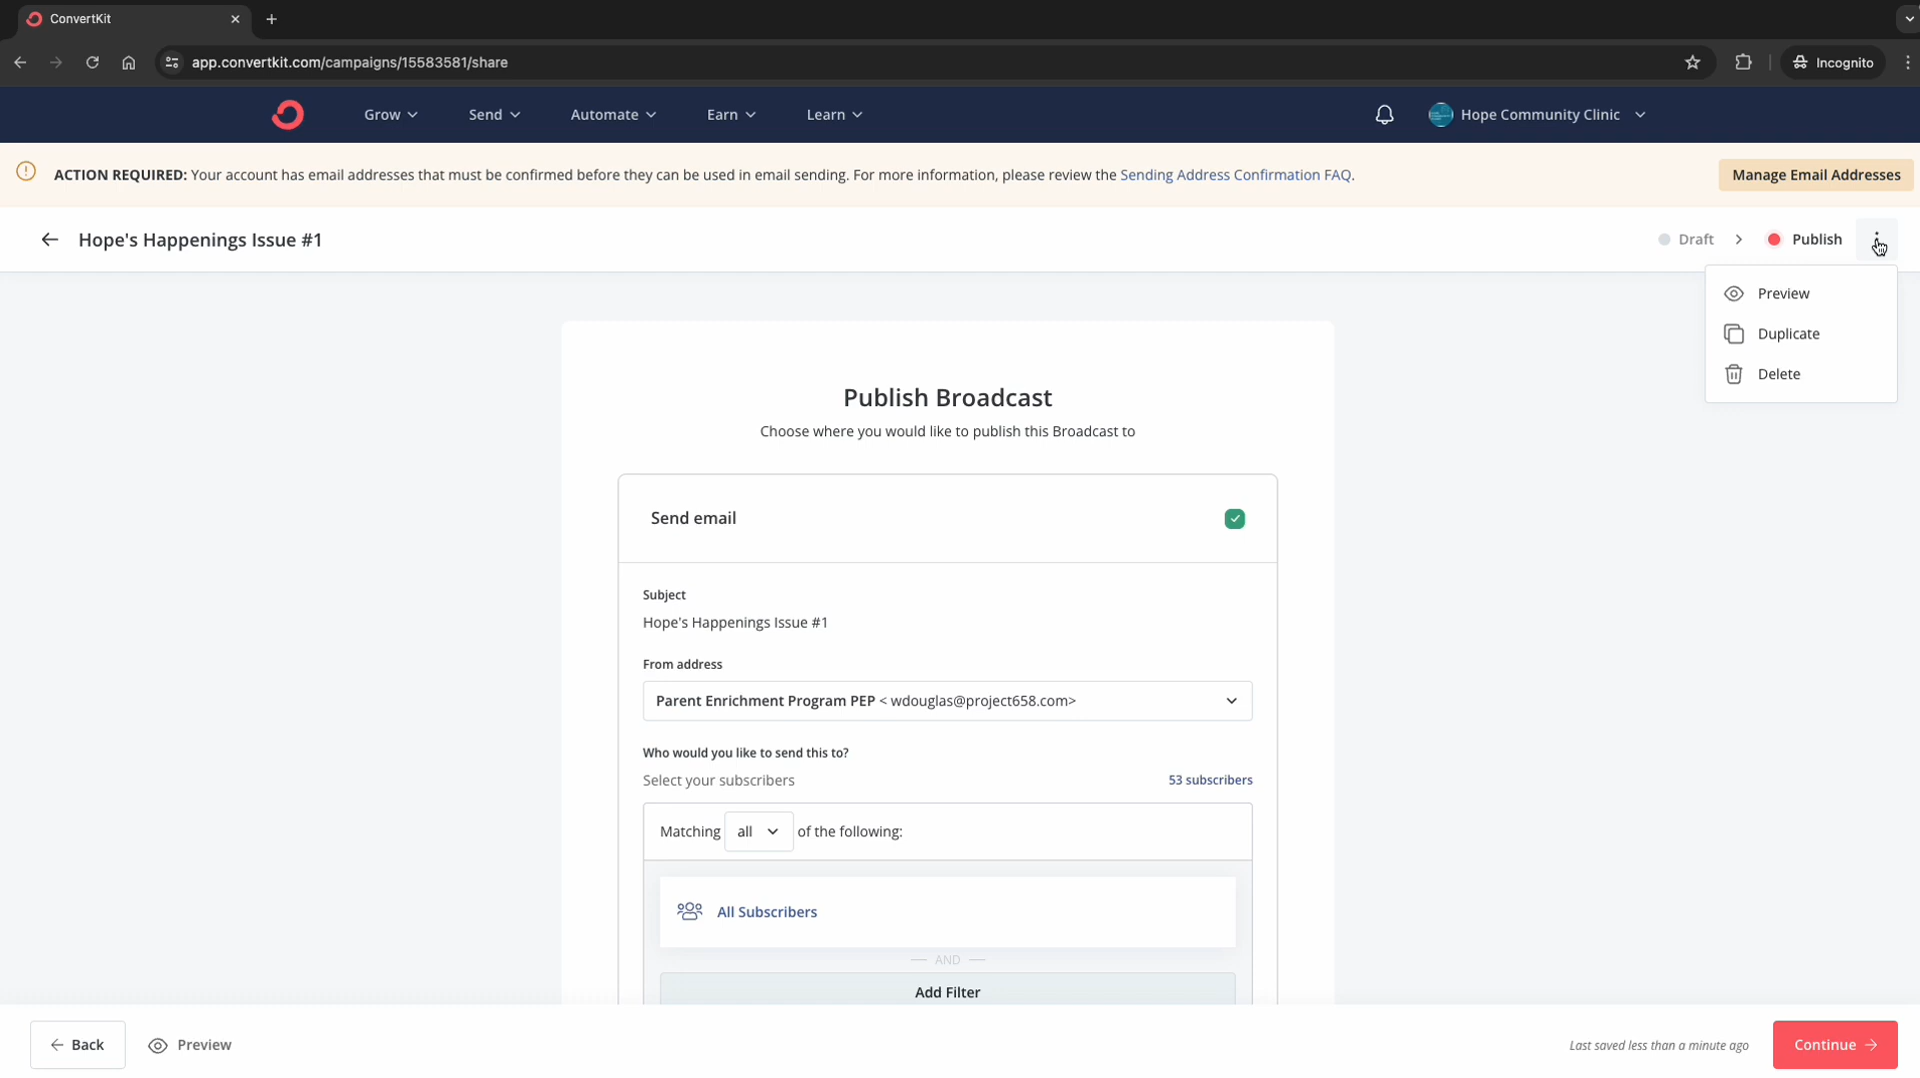 ConvertKit
app.convertkit.com/campaigns/15583581/share
Incognito
Grow
Send
Automate
Earn
Learn
Hope Community Clinic
ACTION REQUIRED: Your account has email addresses that must be confirmed before they can be used in email sending. For more information, please review the Sending Address Confirmation FAQ.
Manage Email Addresses
Hope's Happenings Issue #1
Draft
Publish
Preview
Duplicate
Delete
Publish Broadcast
Choose where you would like to publish this Broadcast to
Send email
Subject
Hope's Happenings Issue #1
From address
Parent Enrichment Program PEP < wdouglas@project658.com>
Who would you like to send this to?
Select your subscribers
53 subscribers
Matching all of the following:
All Subscribers
AND
Add Filter
Back
Preview
Last saved less than a minute ago
Continue